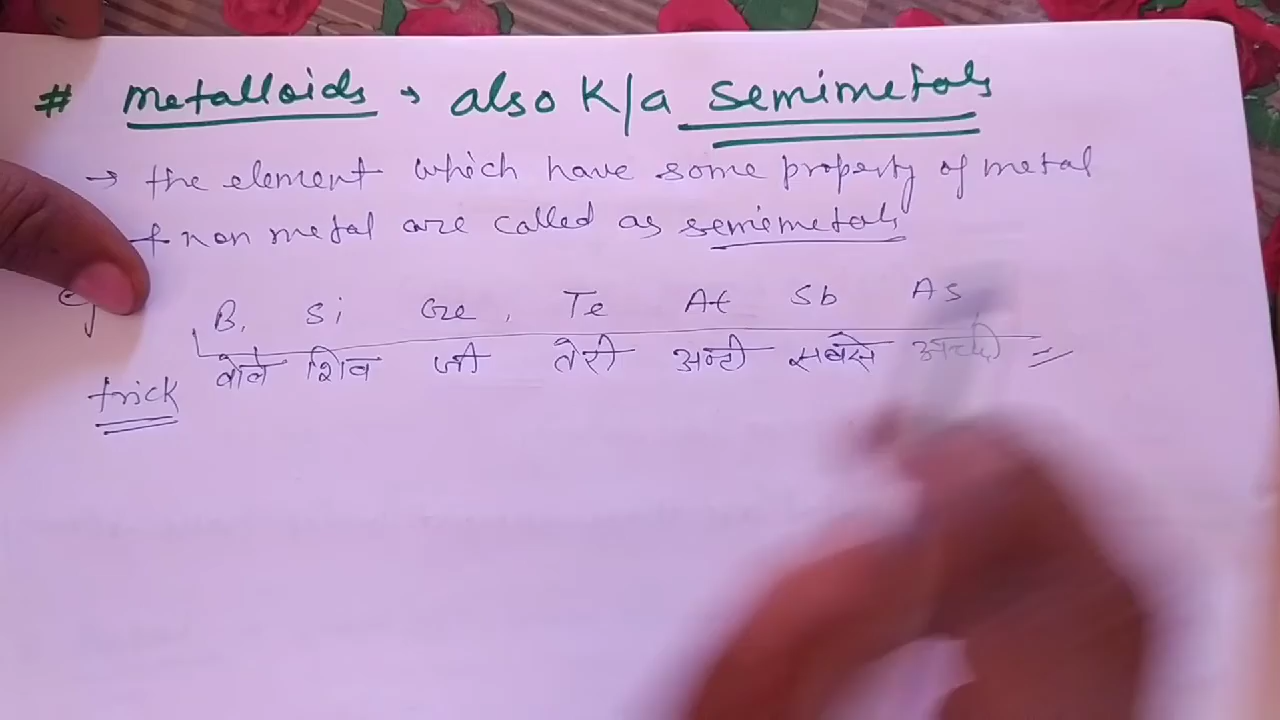 # metalloids → also K/a semimetals
→ the element which have some property of metal
+ non metal are called as semimetals
eg B, Si Ge, Te At Sb As
trick बोले शिव जी तेरी अन्टी सबसे